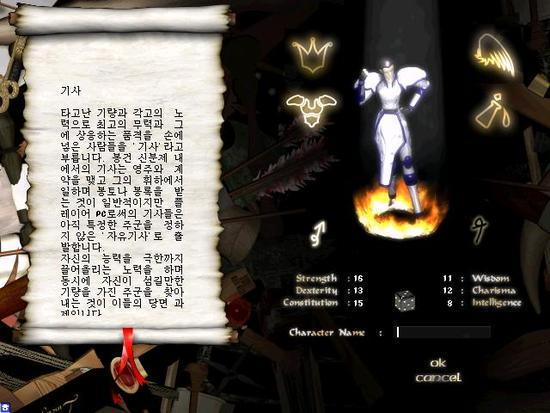 기사
타고난 기량과 각고의 노
력으로 최고의 무력과 그
에 상응하는 품격을 손에
넣은 사람들을 '기사'라고
부릅니다. 봉건 신분제 내
에서의 기사는 영주와 계
약을 맺고 그의 휘하에서
일하며 봉토나 봉록을 받
는 것이 일반적이지만 플
레이어 PC로써의 기사들은
아직 특정한 주군을 정하
지 않은 '자유기사'로 출
발합니다.
자신의 능력을 극한까지
끌어올리는 노력을 하며
동시에 자신이 섬길만한
기량을 가진 주군을 찾아
내는 것이 이들의 당면 과
제입니다.
Strength : 16
Dexterity : 13
Constitution : 15
11 : Wisdom
12 : Charisma
8 : Intelligence
Character Name :
ok
cancel